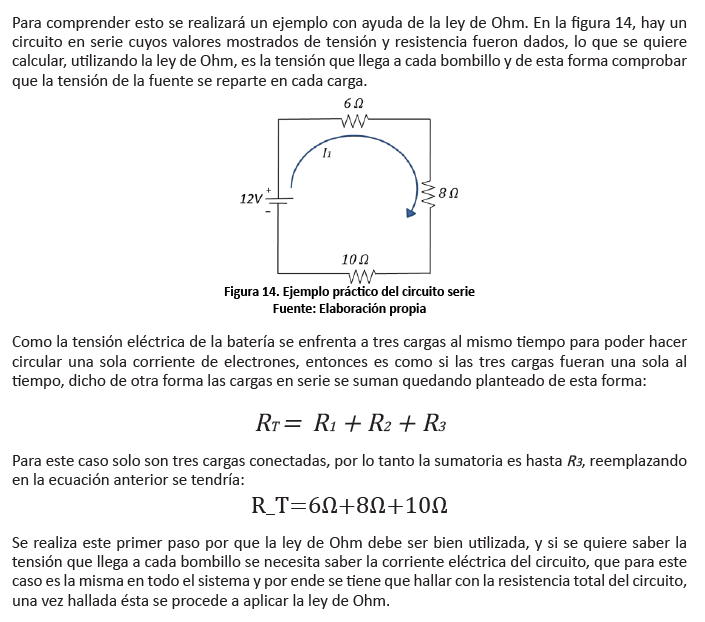 Para comprender esto se realizará un ejemplo con ayuda de la ley de Ohm. En la figura 14, hay un
circuito en serie cuyos valores mostrados de tensión y resistencia fueron dados, lo que se quiere
calcular, utilizando la ley de Ohm, es la tensión que llega a cada bombillo y de esta forma comprobar
que la tensión de la fuente se reparte en cada carga.
6 Ω
I1
12V
+
-
8 Ω
10 Ω
Figura 14. Ejemplo práctico del circuito serie
Fuente: Elaboración propia
Como la tensión eléctrica de la batería se enfrenta a tres cargas al mismo tiempo para poder hacer
circular una sola corriente de electrones, entonces es como si las tres cargas fueran una sola al
tiempo, dicho de otra forma las cargas en serie se suman quedando planteado de esta forma:
RT = R1 + R2 + R3
Para este caso solo son tres cargas conectadas, por lo tanto la sumatoria es hasta R3, reemplazando
en la ecuación anterior se tendría:
R_T=6Ω+8Ω+10Ω
Se realiza este primer paso por que la ley de Ohm debe ser bien utilizada, y si se quiere saber la
tensión que llega a cada bombillo se necesita saber la corriente eléctrica del circuito, que para este
caso es la misma en todo el sistema y por ende se tiene que hallar con la resistencia total del circuito,
una vez hallada ésta se procede a aplicar la ley de Ohm.